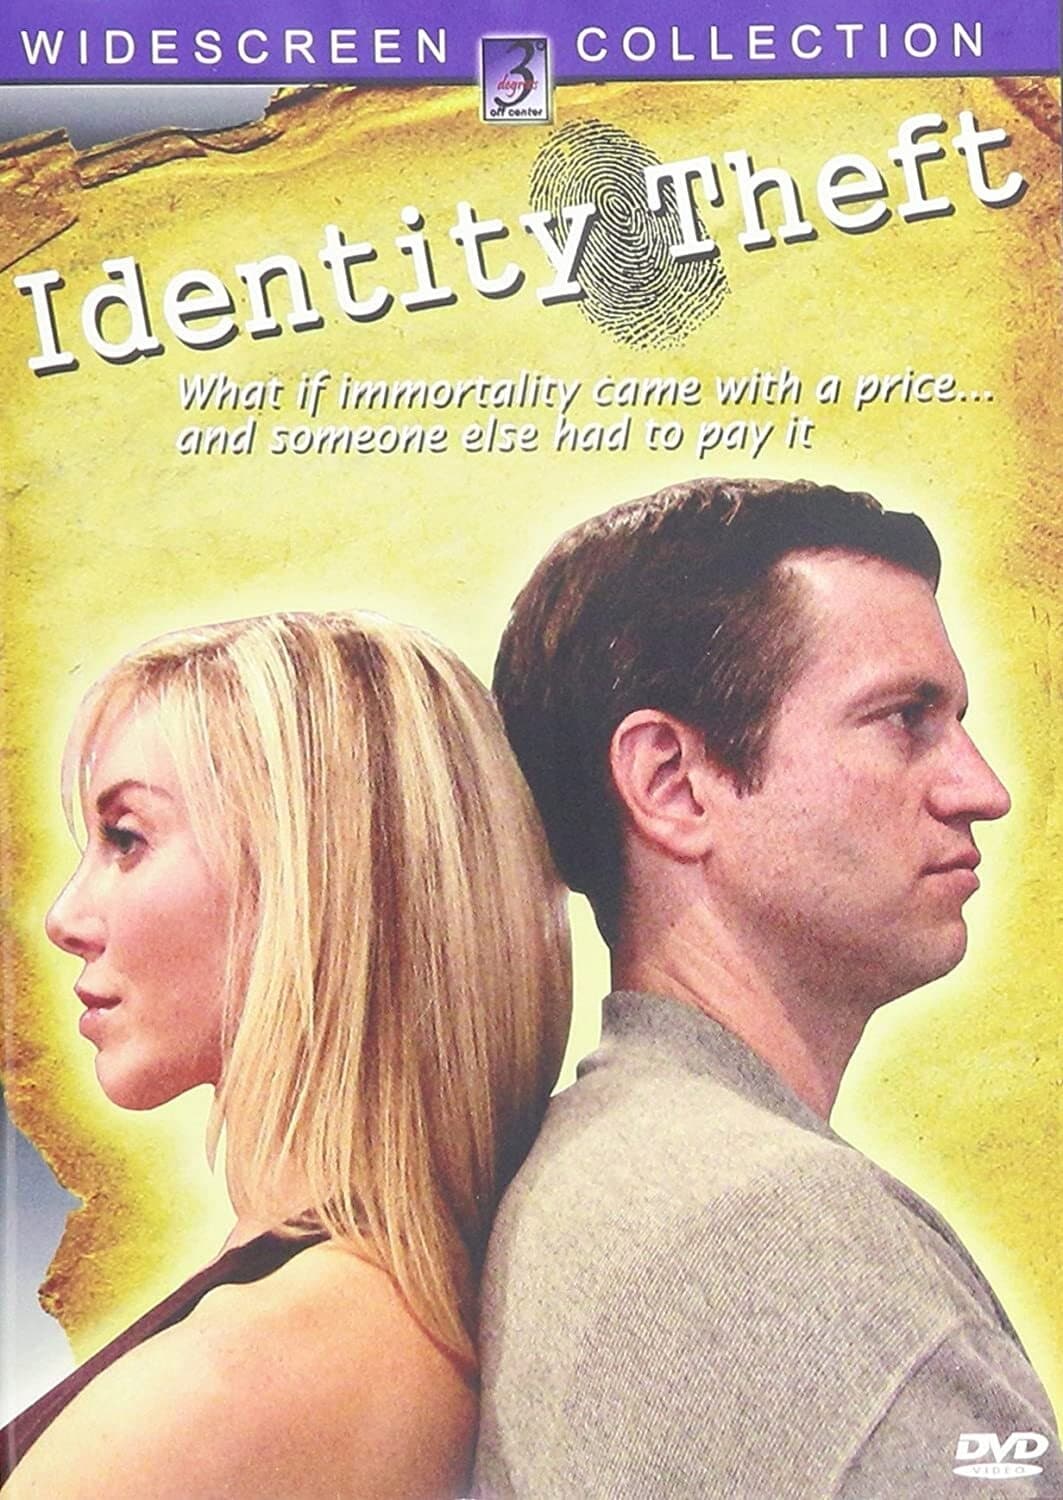 WIDESCREEN COLLECTION
3°
degrees
off center
Identity Theft
What if immortality came with a price...
and someone else had to pay it
DVD
VIDEO